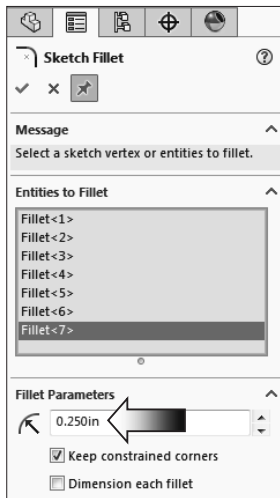 Sketch Fillet
Message
Select a sketch vertex or entities to fillet.
Entities to Fillet
Fillet<1>
Fillet<2>
Fillet<3>
Fillet<4>
Fillet<5>
Fillet<6>
Fillet<7>
Fillet Parameters
0.250in
Keep constrained corners
Dimension each fillet